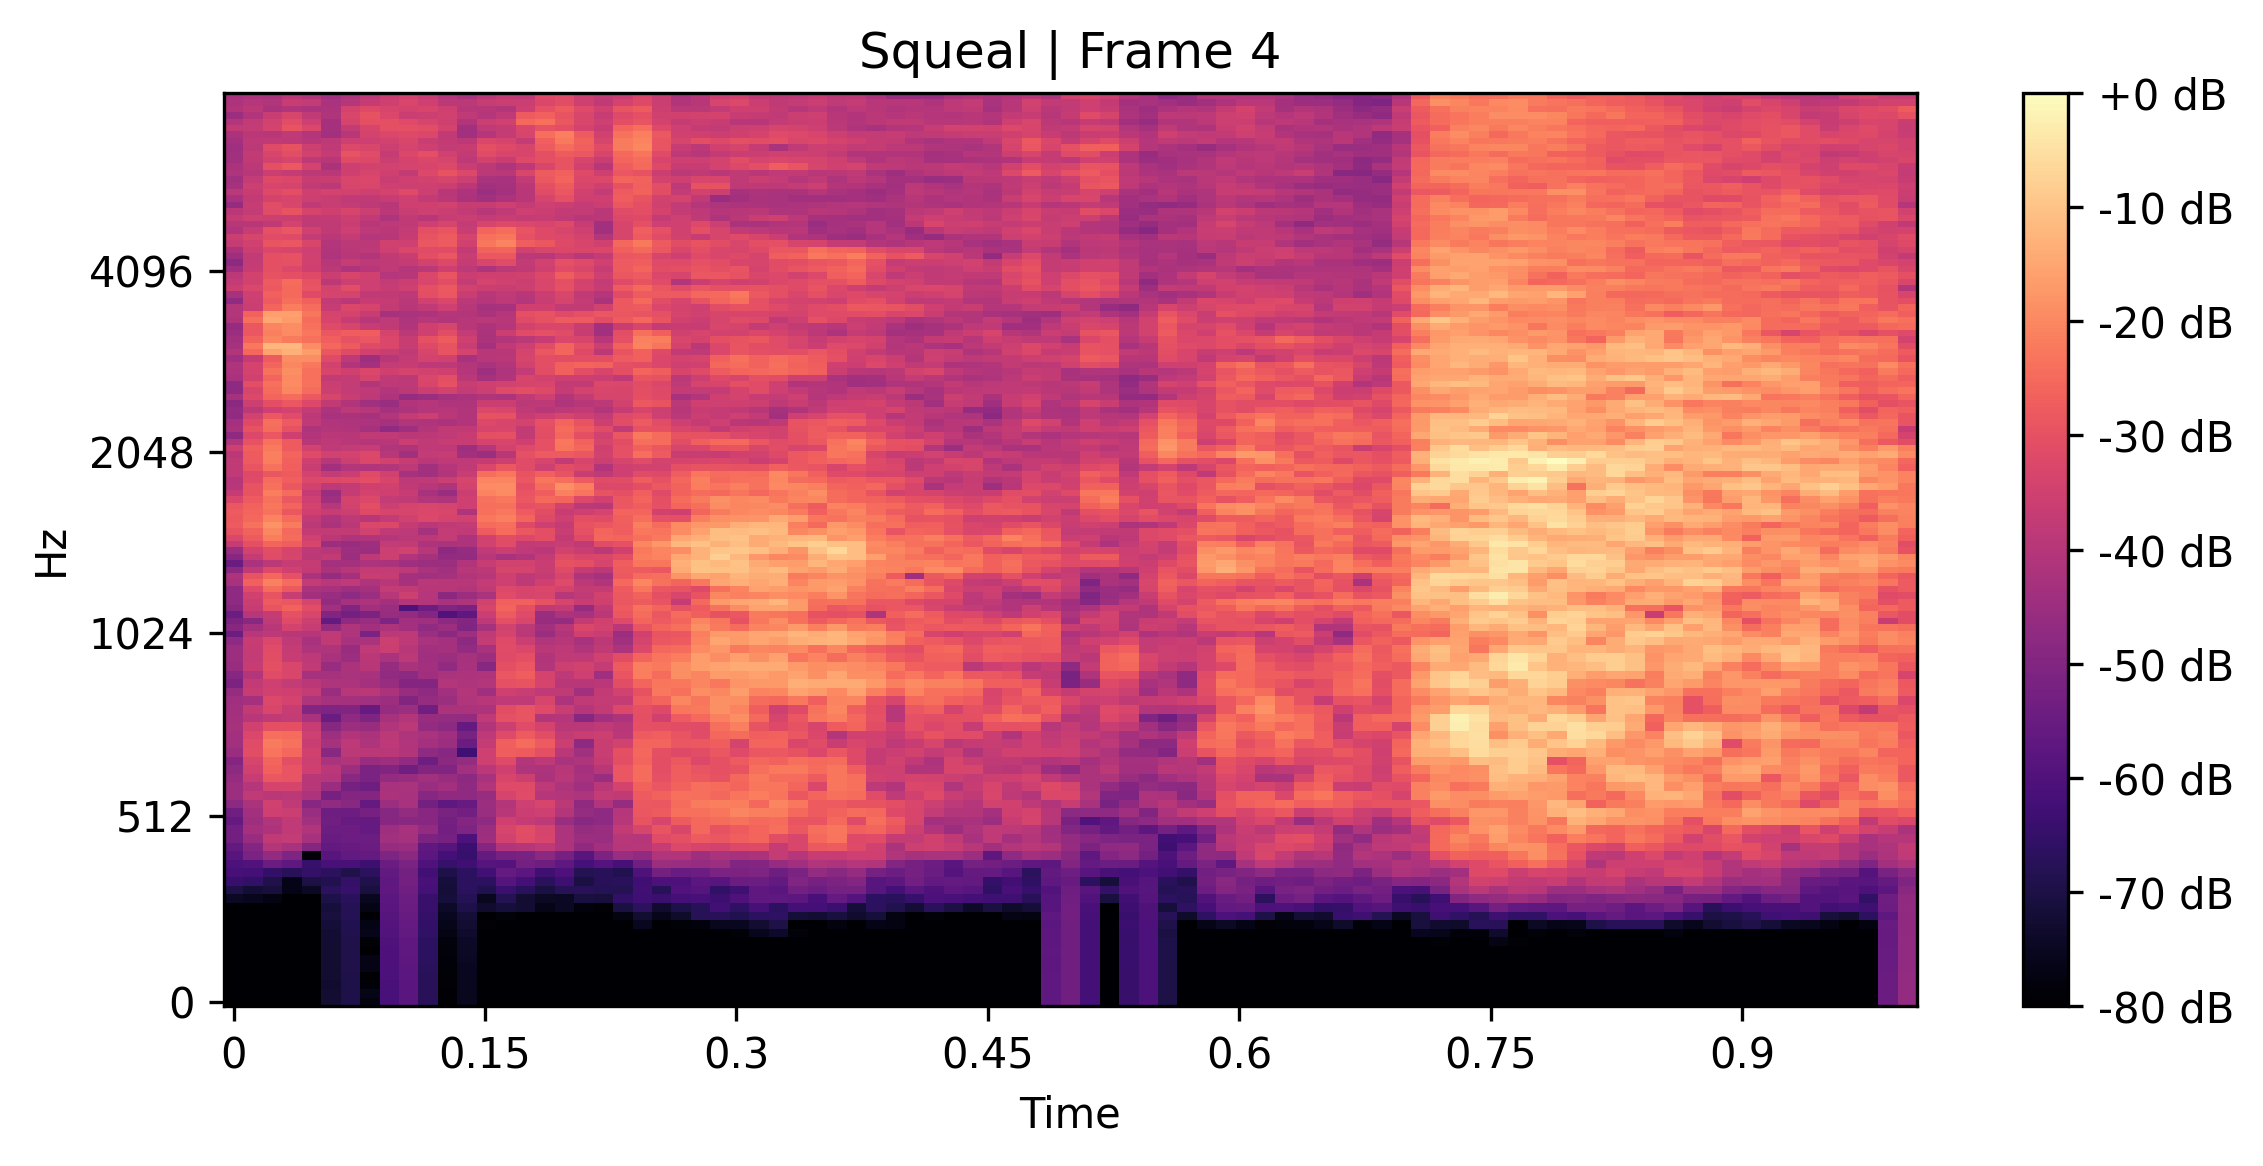 Squeal | Frame 4
Hz
4096
2048
1024
512
0
0 0.15 0.3 0.45 0.6 0.75 0.9
Time
+0 dB
-10 dB
-20 dB
-30 dB
-40 dB
-50 dB
-60 dB
-70 dB
-80 dB